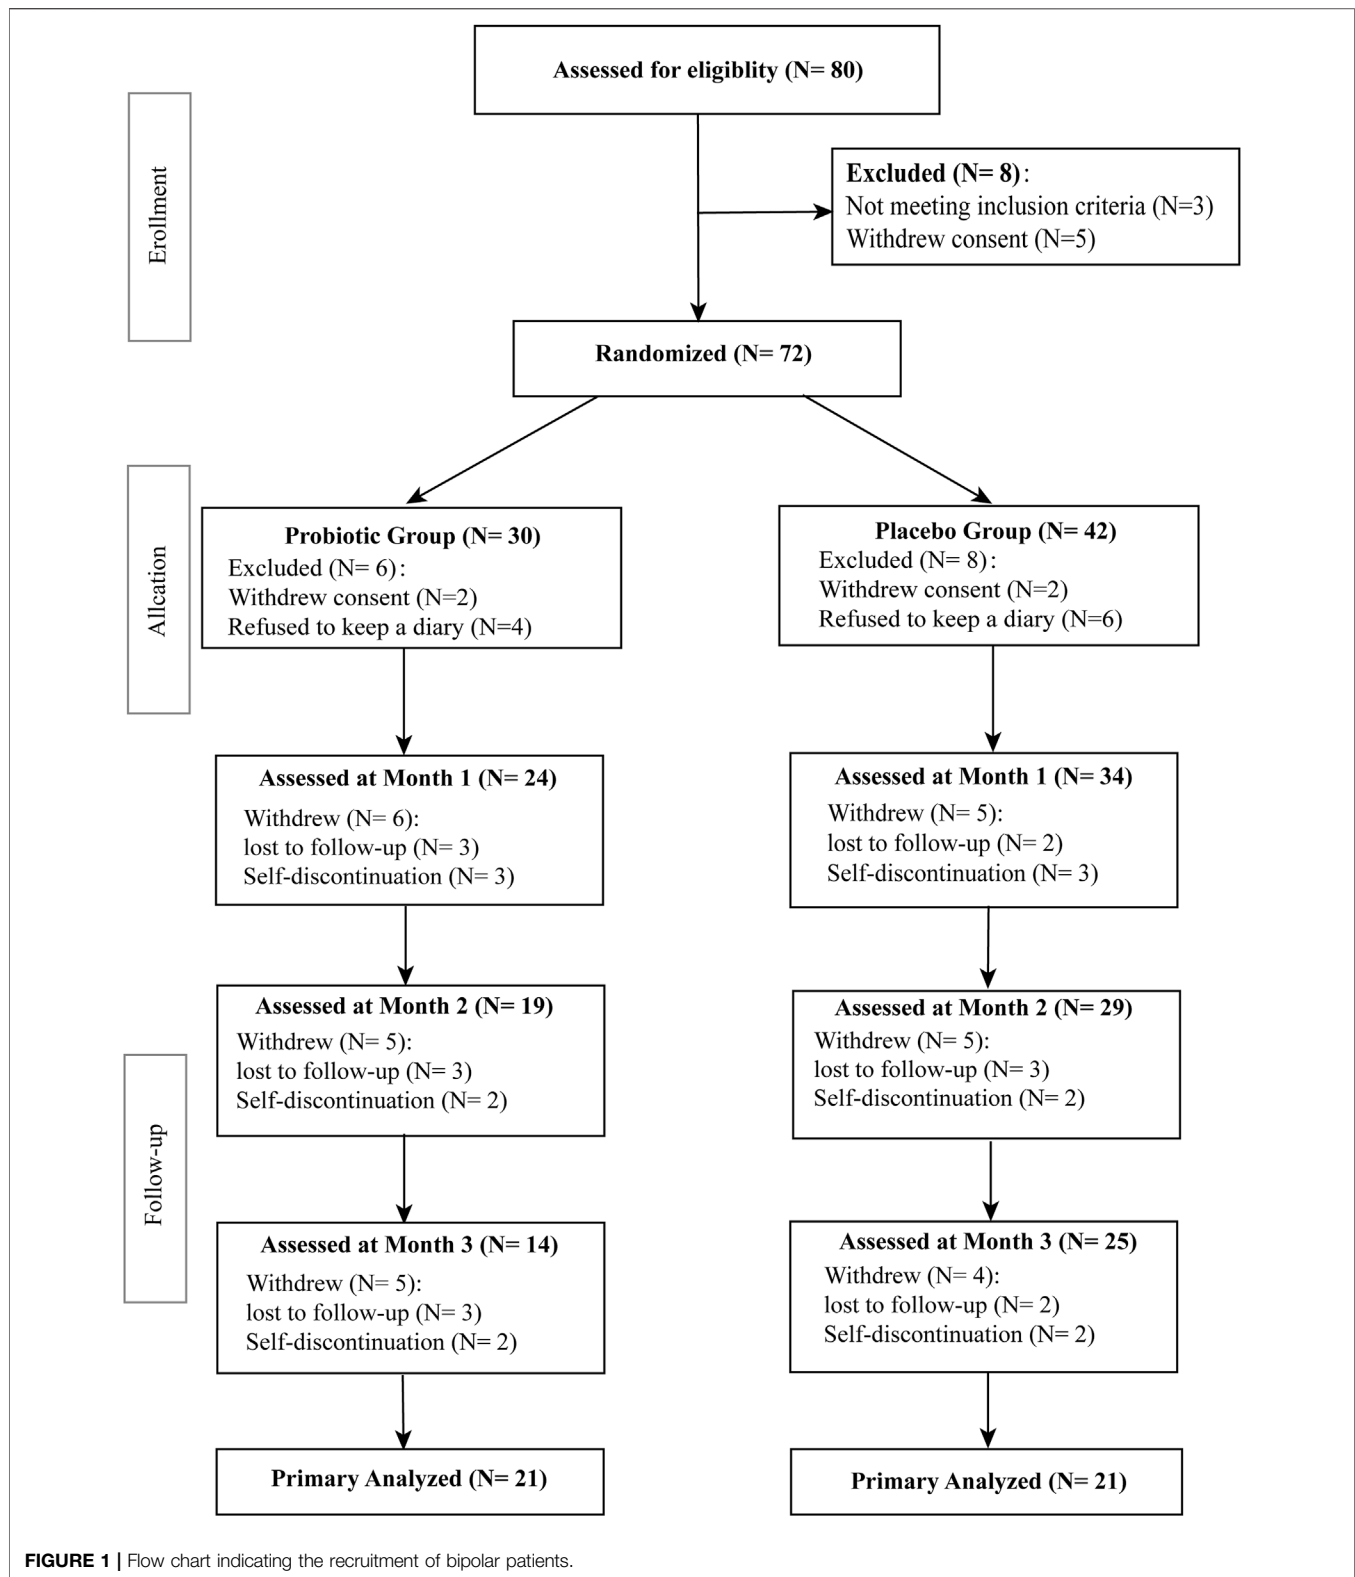 Assessed for eligiblity (N= 80)
Erollment
Excluded (N= 8):
Not meeting inclusion criteria (N=3)
Withdrew consent (N=5)
Randomized (N= 72)
Allcation
Probiotic Group (N= 30)
Excluded (N= 6):
Withdrew consent (N=2)
Refused to keep a diary (N=4)
Placebo Group (N= 42)
Excluded (N= 8):
Withdrew consent (N=2)
Refused to keep a diary (N=6)
Assessed at Month 1 (N= 24)
Withdrew (N= 6):
lost to follow-up (N= 3)
Self-discontinuation (N= 3)
Assessed at Month 1 (N= 34)
Withdrew (N= 5):
lost to follow-up (N= 2)
Self-discontinuation (N= 3)
Follow-up
Assessed at Month 2 (N= 19)
Withdrew (N= 5):
lost to follow-up (N= 3)
Self-discontinuation (N= 2)
Assessed at Month 2 (N= 29)
Withdrew (N= 5):
lost to follow-up (N= 3)
Self-discontinuation (N= 2)
Assessed at Month 3 (N= 14)
Withdrew (N= 5):
lost to follow-up (N= 3)
Self-discontinuation (N= 2)
Assessed at Month 3 (N= 25)
Withdrew (N= 4):
lost to follow-up (N= 2)
Self-discontinuation (N= 2)
Primary Analyzed (N= 21)
Primary Analyzed (N= 21)
FIGURE 1 | Flow chart indicating the recruitment of bipolar patients.